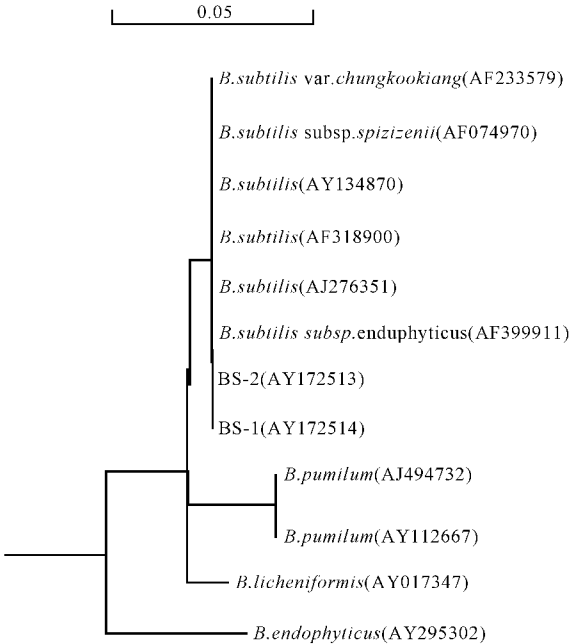 0.05
B.subtilis var.chungkookiang(AF233579)
B.subtilis subsp.spizizenii(AF074970)
B.subtilis(AY134870)
B.subtilis(AF318900)
B.subtilis(AJ276351)
B.subtilis subsp.enduphyticus(AF399911)
BS-2(AY172513)
BS-1(AY172514)
B.pumilum(AJ494732)
B.pumilum(AY112667)
B.licheniformis(AY017347)
B.endophyticus(AY295302)